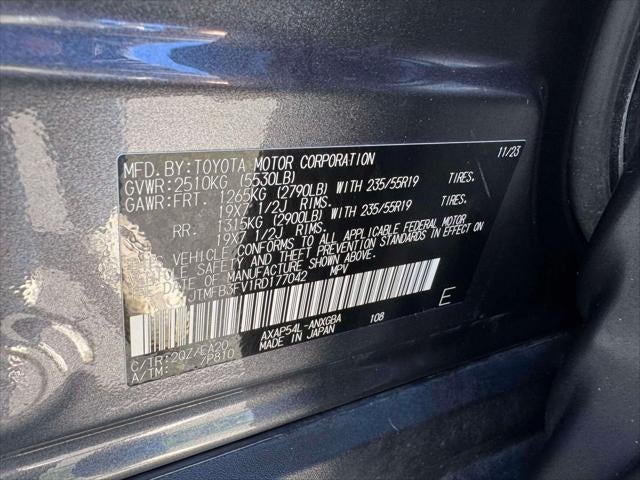 MFD. BY: TOYOTA MOTOR CORPORATION 11/23
GVWR: 2510KG (5530LB)
GAWR: FRT. 1265KG (2790LB) WITH 235/55R19 TIRES.
19X7 1/2J RIMS.
RR. 1315KG (2900LB) WITH 235/55R19 TIRES.
19X7 1/2J RIMS.
VEHICLE CONFORMS TO ALL APPLICABLE FEDERAL MOTOR
SAFETY AND THEFT PREVENTION STANDARDS IN EFFECT ON
SHOWN ABOVE.
JTMFB3FV1RD177042 MPV
E
AXAP54L-ANXGBA 108
MADE IN JAPAN
C/TR: 2QZ/EA20
A/TM: /P810